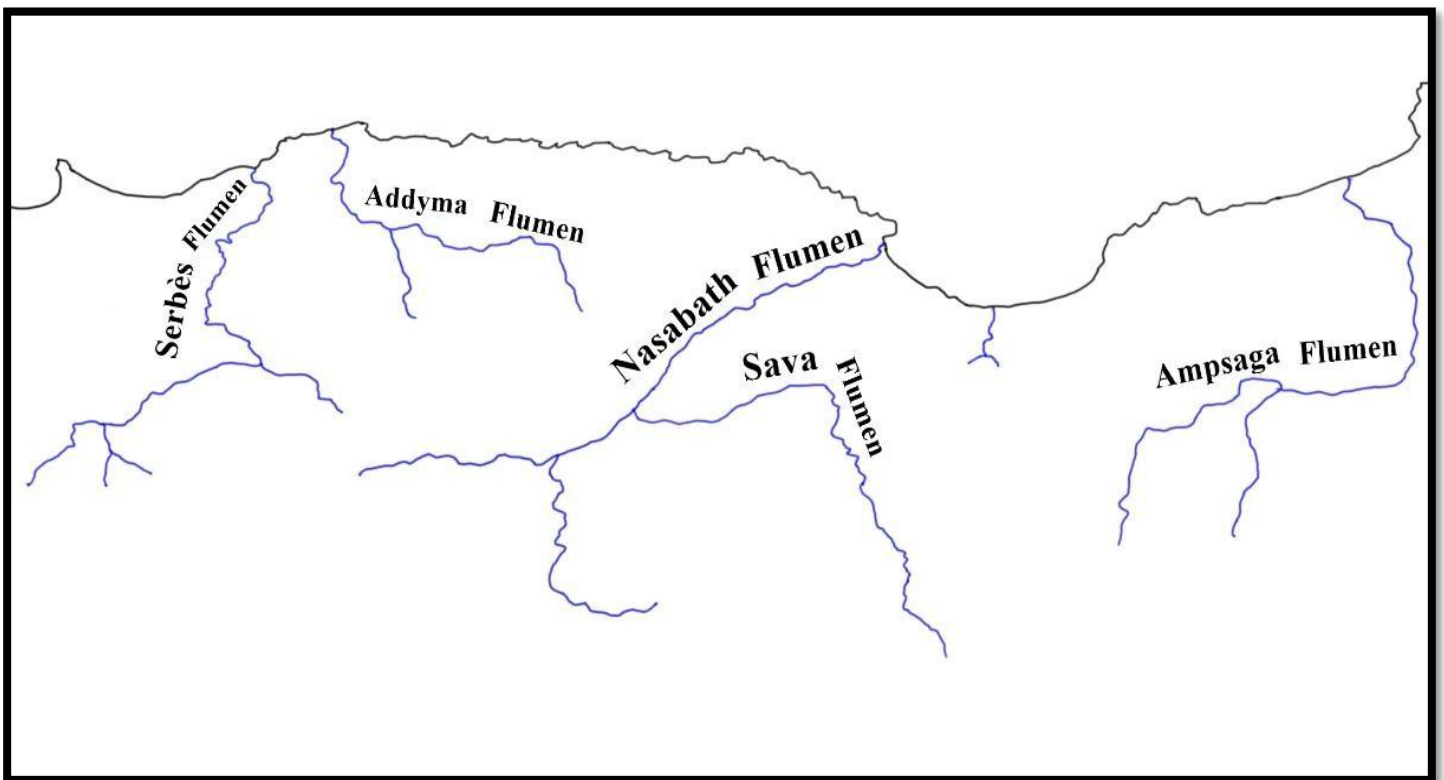 Serbès Flumen
Addyma Flumen
Nasabath Flumen
Sava Flumen
Ampsaga Flumen